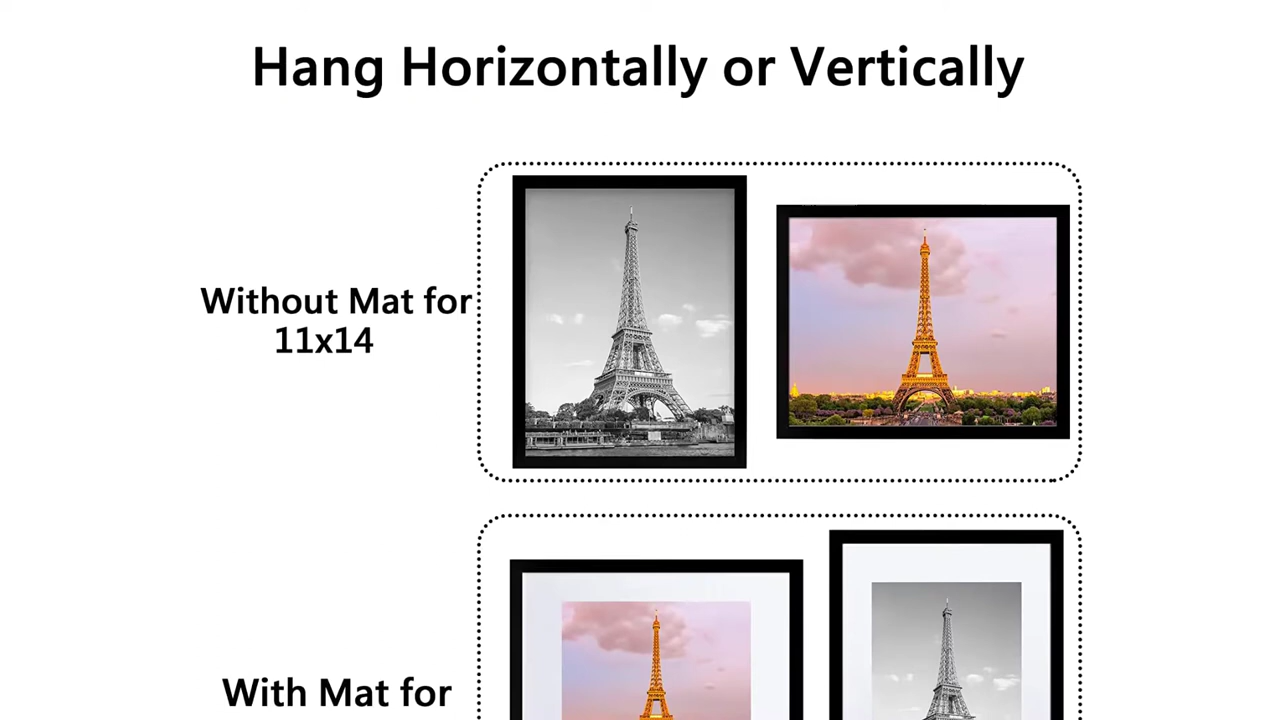 Hang Horizontally or Vertically
Without Mat for
11x14
With Mat for